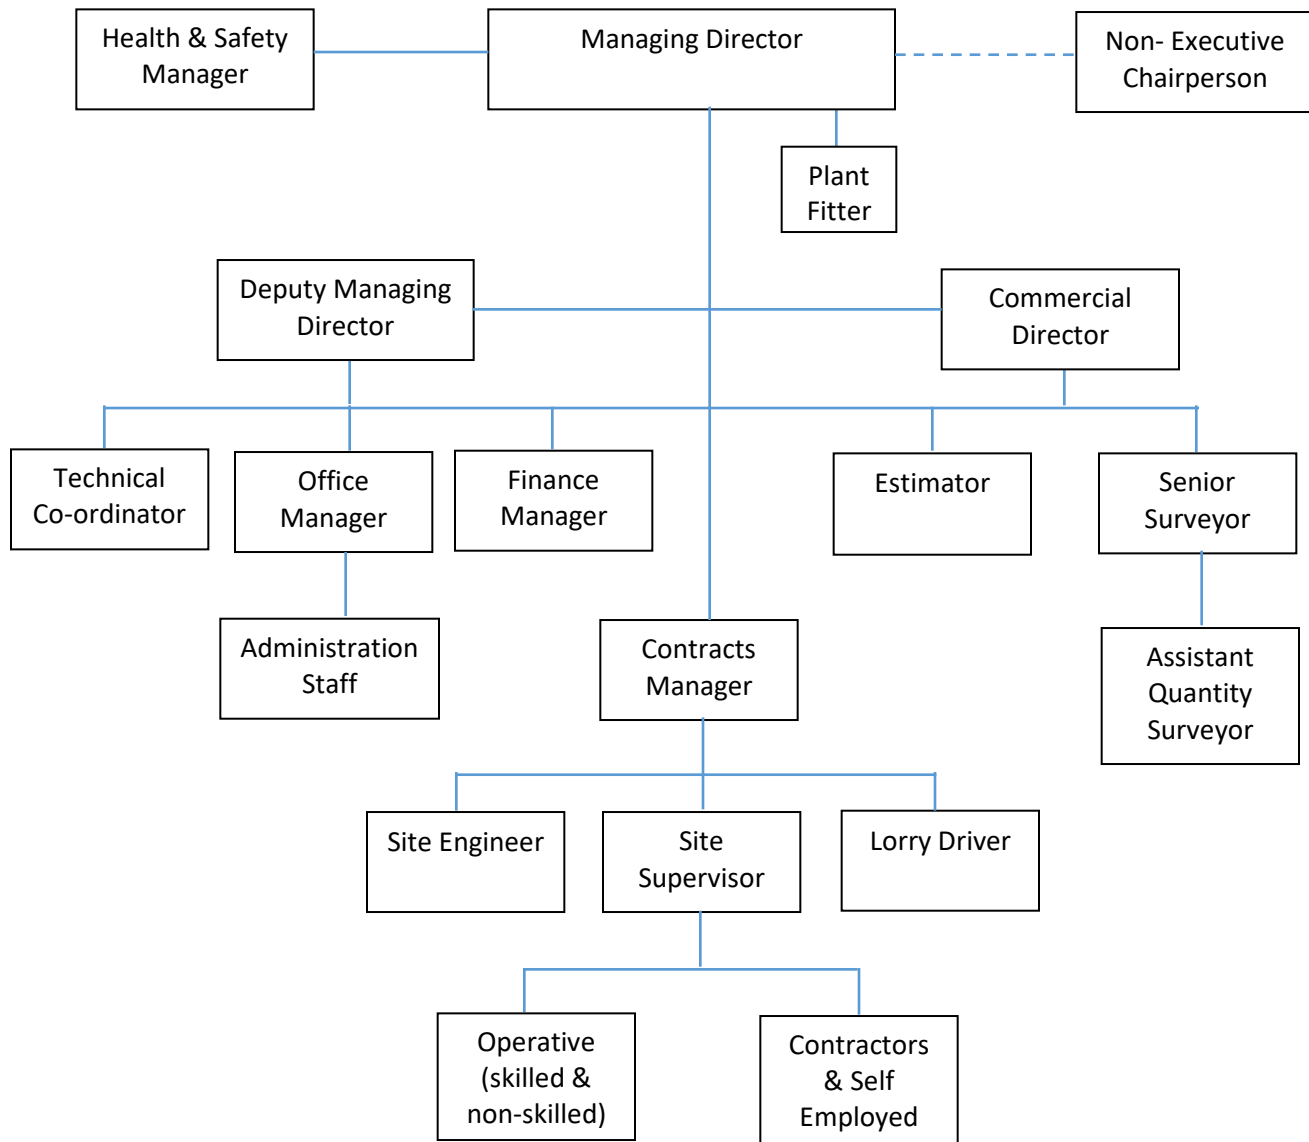 Health & Safety
Manager
Managing Director
Non- Executive
Chairperson
Plant
Fitter
Deputy Managing
Director
Commercial
Director
Technical
Co-ordinator
Office
Manager
Finance
Manager
Estimator
Senior
Surveyor
Administration
Staff
Contracts
Manager
Assistant
Quantity
Surveyor
Site Engineer
Site
Supervisor
Lorry Driver
Operative
(skilled &
non-skilled)
Contractors
& Self
Employed